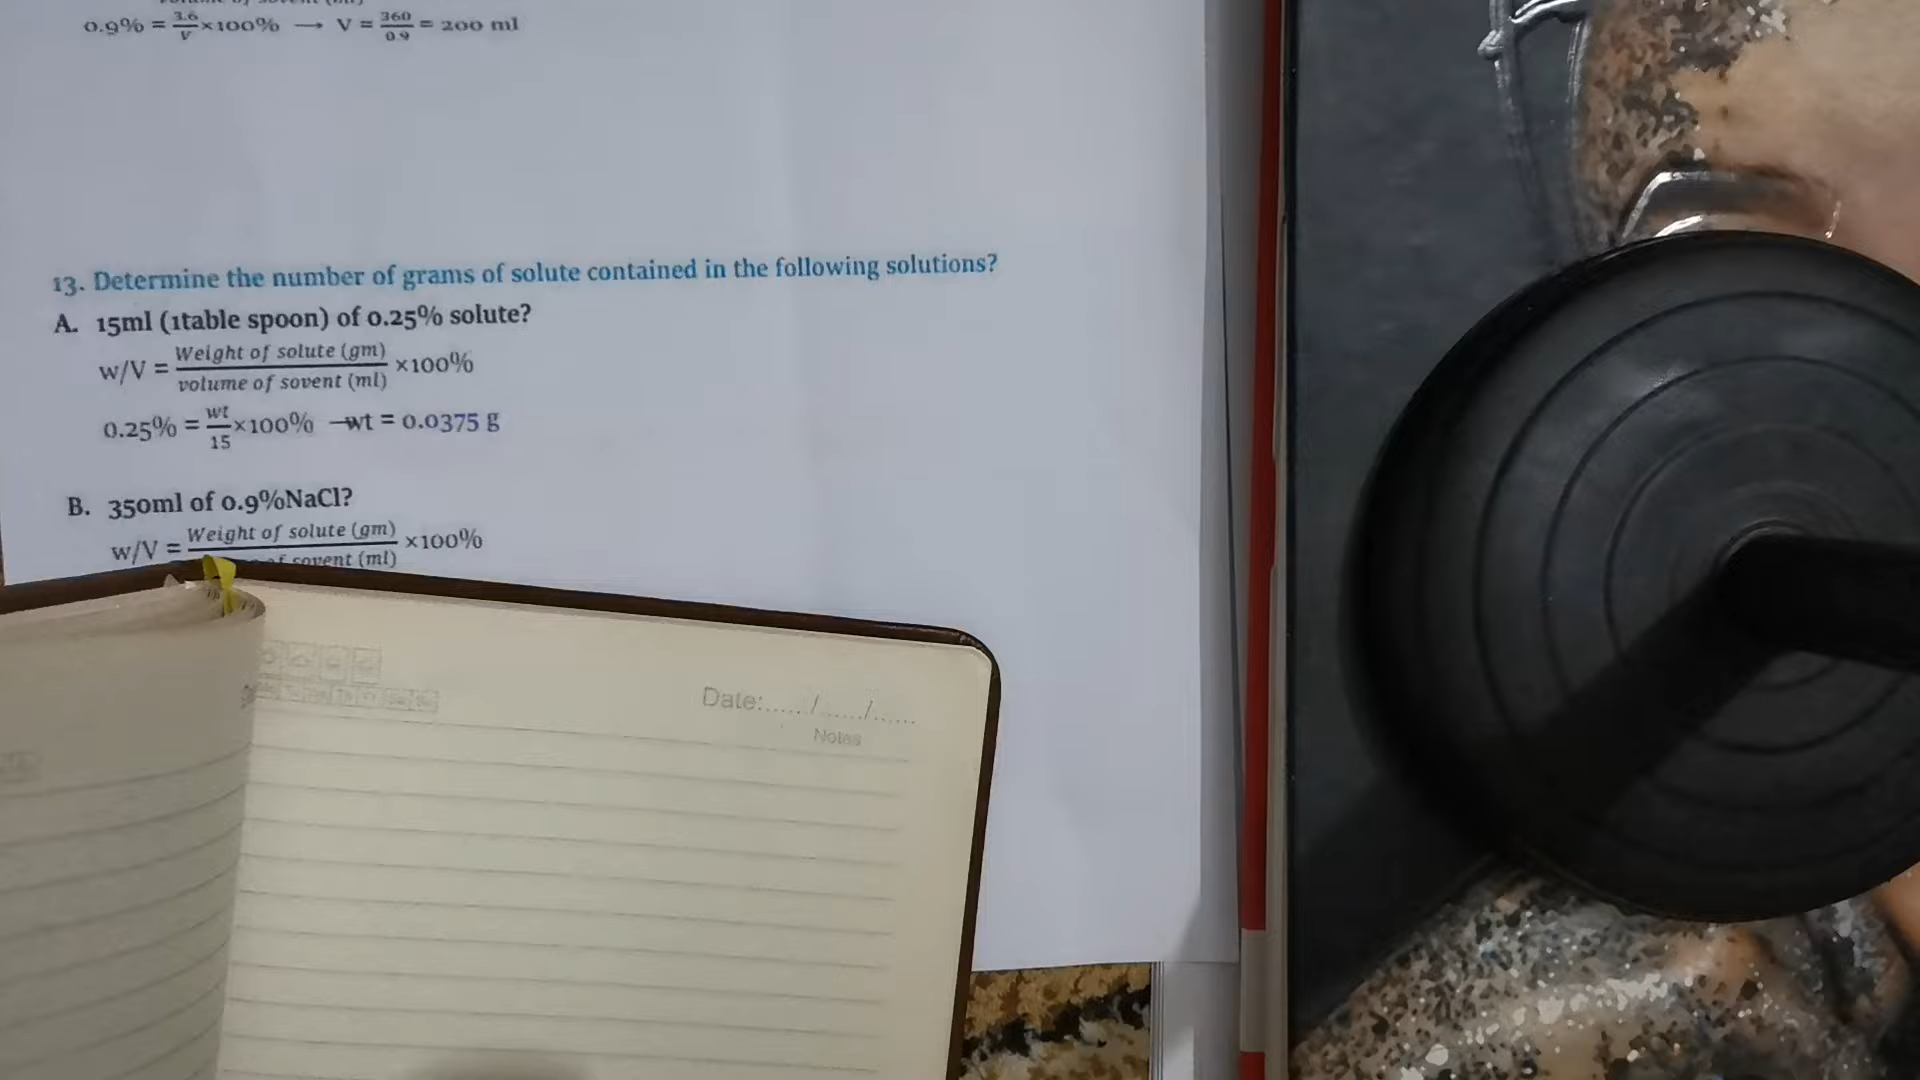 0.9% = 3.6/V ×100% → V = 360/0.9 = 200 ml
13. Determine the number of grams of solute contained in the following solutions?
A. 15ml (1table spoon) of 0.25% solute?
w/V = Weight of solute (gm)/volume of sovent (ml) ×100%
0.25% = wt/15 ×100% –wt = 0.0375 g
B. 350ml of 0.9%NaCl?
w/V = Weight of solute (gm)/of sovent (ml) ×100%
Date:....../....../......
Notes